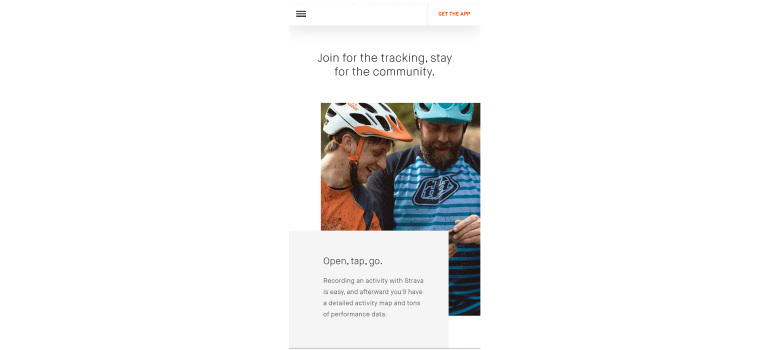 GET THE APP
Join for the tracking, stay
for the community.
Open, tap, go.
Recording an activity with Strava
is easy, and afterward you'll have
a detailed activity map and tons
of performance data.